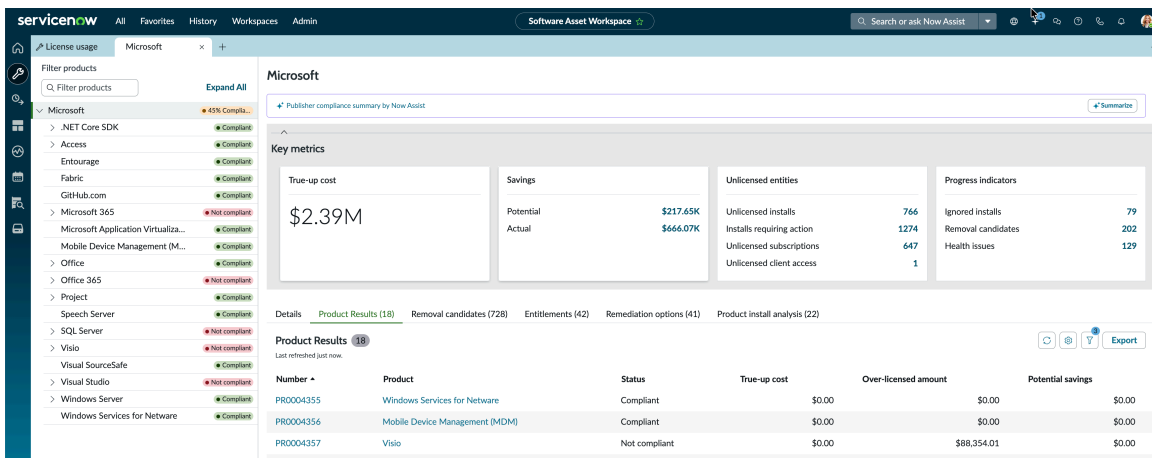 servicenow All Favorites History Workspaces Admin Software Asset Workspace Search or ask Now Assist
License usage Microsoft
Filter products
Filter products Expand All
Microsoft 45% Complia...
.NET Core SDK Compliant
Access Compliant
Entourage Compliant
Fabric Compliant
GitHub.com Compliant
Microsoft 365 Not compliant
Microsoft Application Virtualiza... Compliant
Mobile Device Management (M... Compliant
Office Compliant
Office 365 Not compliant
Project Compliant
Speech Server Compliant
SQL Server Not compliant
Visio Not compliant
Visual SourceSafe Compliant
Visual Studio Not compliant
Windows Server Compliant
Windows Services for Netware Compliant
Microsoft
Publisher compliance summary by Now Assist Summarize
Key metrics
True-up cost
$2.39M
Savings
Potential $217.65K
Actual $666.07K
Unlicensed entities
Unlicensed installs 766
Installs requiring action 1274
Unlicensed subscriptions 647
Unlicensed client access 1
Progress indicators
Ignored installs 79
Removal candidates 202
Health issues 129
Details Product Results (18) Removal candidates (728) Entitlements (42) Remediation options (41) Product install analysis (22)
Product Results 18 3 Export
Last refreshed just now.
Number Product Status True-up cost Over-licensed amount Potential savings
PR0004355 Windows Services for Netware Compliant $0.00 $0.00 $0.00
PR0004356 Mobile Device Management (MDM) Compliant $0.00 $0.00 $0.00
PR0004357 Visio Not compliant $0.00 $88,354.01 $0.00